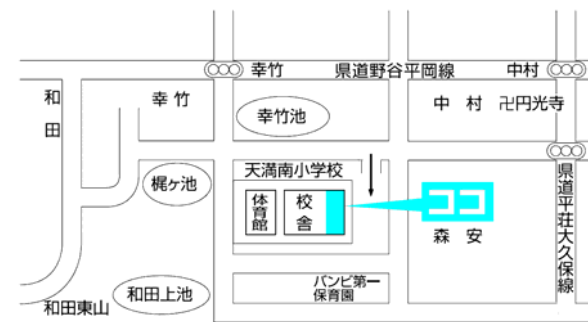 幸竹 県道野谷平岡線 中村
和田
幸竹
幸竹池
中村 卍円光寺
天満南小学校
梶ヶ池
体育館
校舎
ココ
森安
県道平荘大久保線
バンビ第一
保育園
和田上池
和田東山